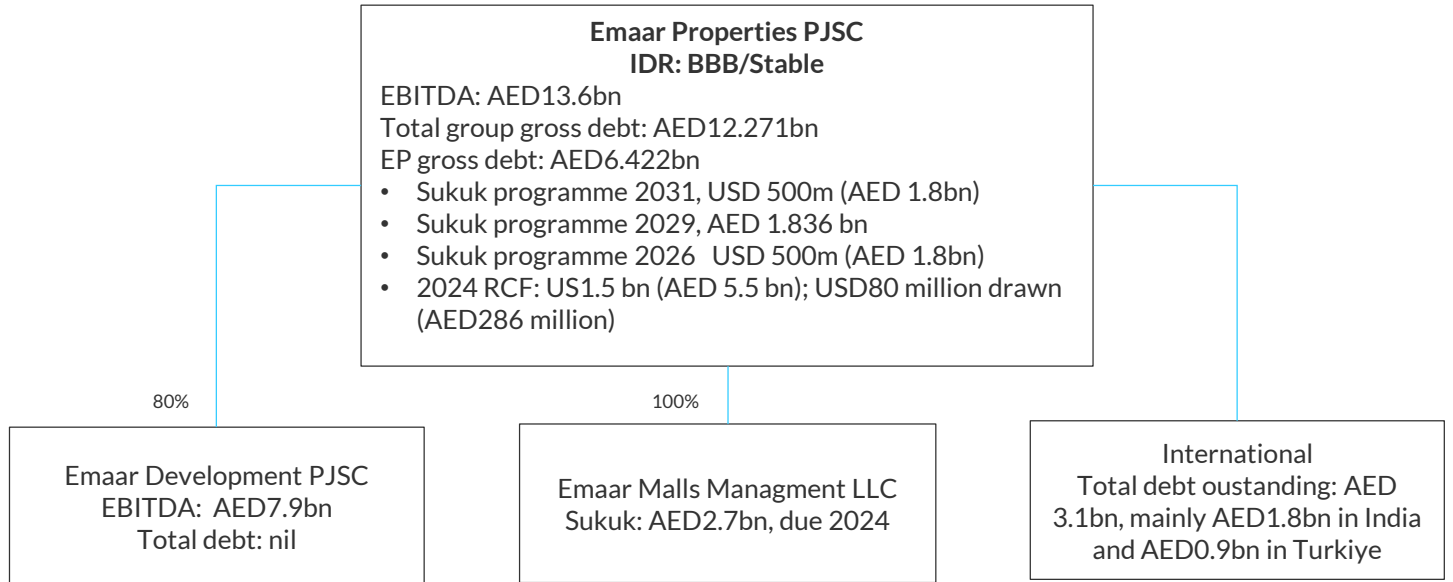 Emaar Properties PJSC
IDR: BBB/Stable
EBITDA: AED13.6bn
Total group gross debt: AED12.271bn
EP gross debt: AED6.422bn
• Sukuk programme 2031, USD 500m (AED 1.8bn)
• Sukuk programme 2029, AED 1.836 bn
• Sukuk programme 2026 USD 500m (AED 1.8bn)
• 2024 RCF: US1.5 bn (AED 5.5 bn); USD80 million drawn
(AED286 million)
80%
100%
Emaar Development PJSC
EBITDA: AED7.9bn
Total debt: nil
Emaar Malls Managment LLC
Sukuk: AED2.7bn, due 2024
International
Total debt oustanding: AED
3.1bn, mainly AED1.8bn in India
and AED0.9bn in Turkiye